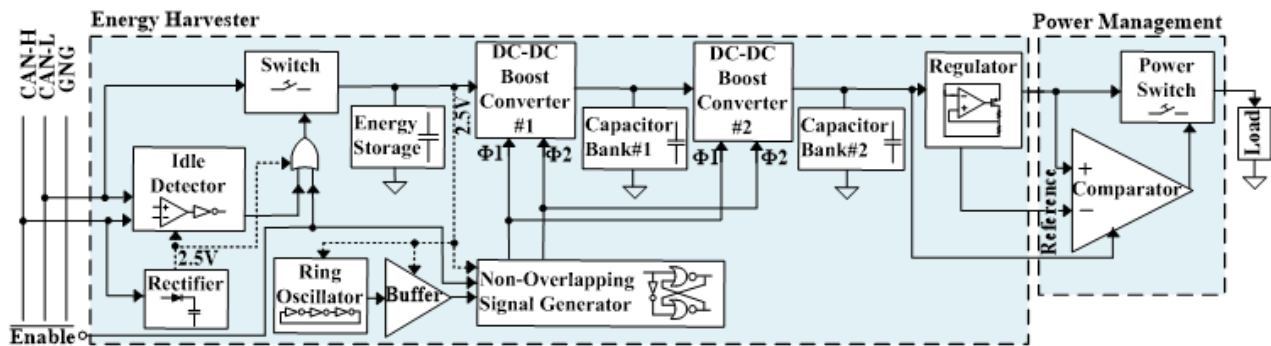 Energy Harvester
Power Management
CAN-H
CAN-L
GNG
Switch
Energy
Storage
2.5V
DC-DC
Boost
Converter
#1
Φ1
Φ2
Capacitor
Bank#1
DC-DC
Boost
Converter
#2
Φ1
Φ2
Capacitor
Bank#2
Regulator
Power
Switch
Load
Idle
Detector
2.5V
Rectifier
Ring
Oscillator
Buffer
Non-Overlapping
Signal Generator
Reference
+
Comparator
−
Enable